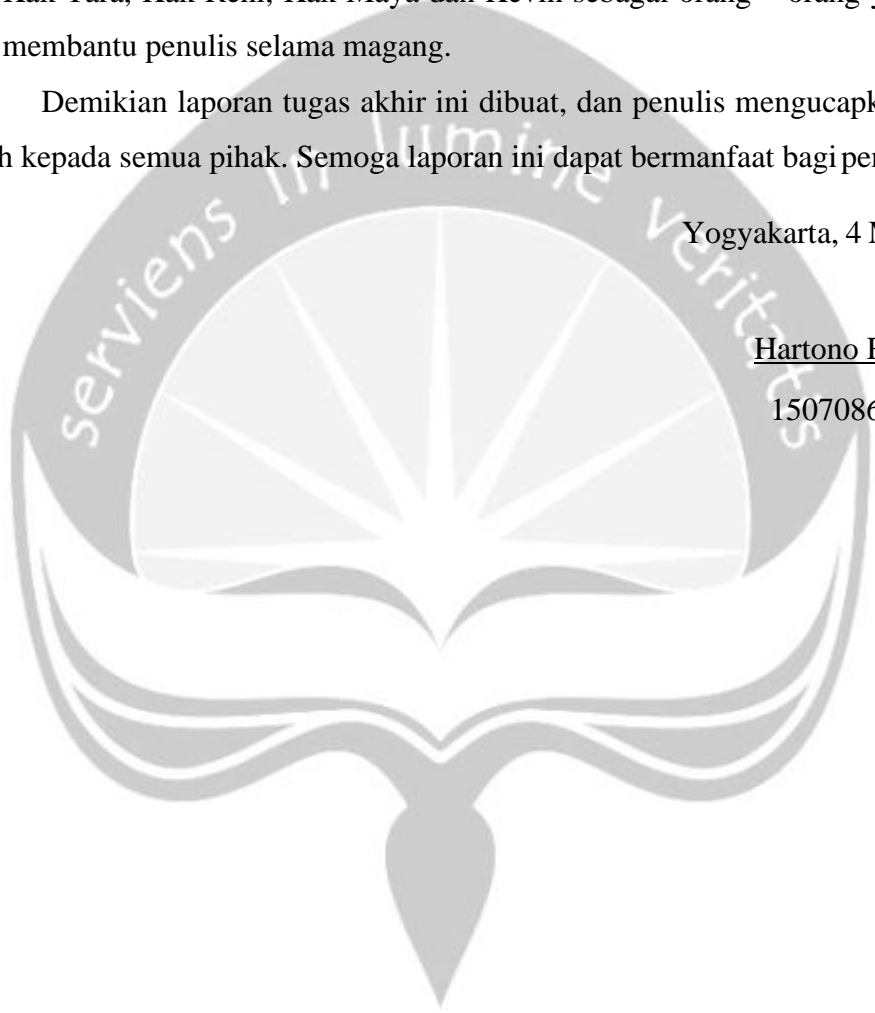 Kak Tara, Kak Reni, Kak Maya dan Kevin sebagai orang – orang y
membantu penulis selama magang.
Demikian laporan tugas akhir ini dibuat, dan penulis mengucapk
h kepada semua pihak. Semoga laporan ini dapat bermanfaat bagi pe
Yogyakarta, 4 M
Hartono
1507086
serviens in lumine veritatis